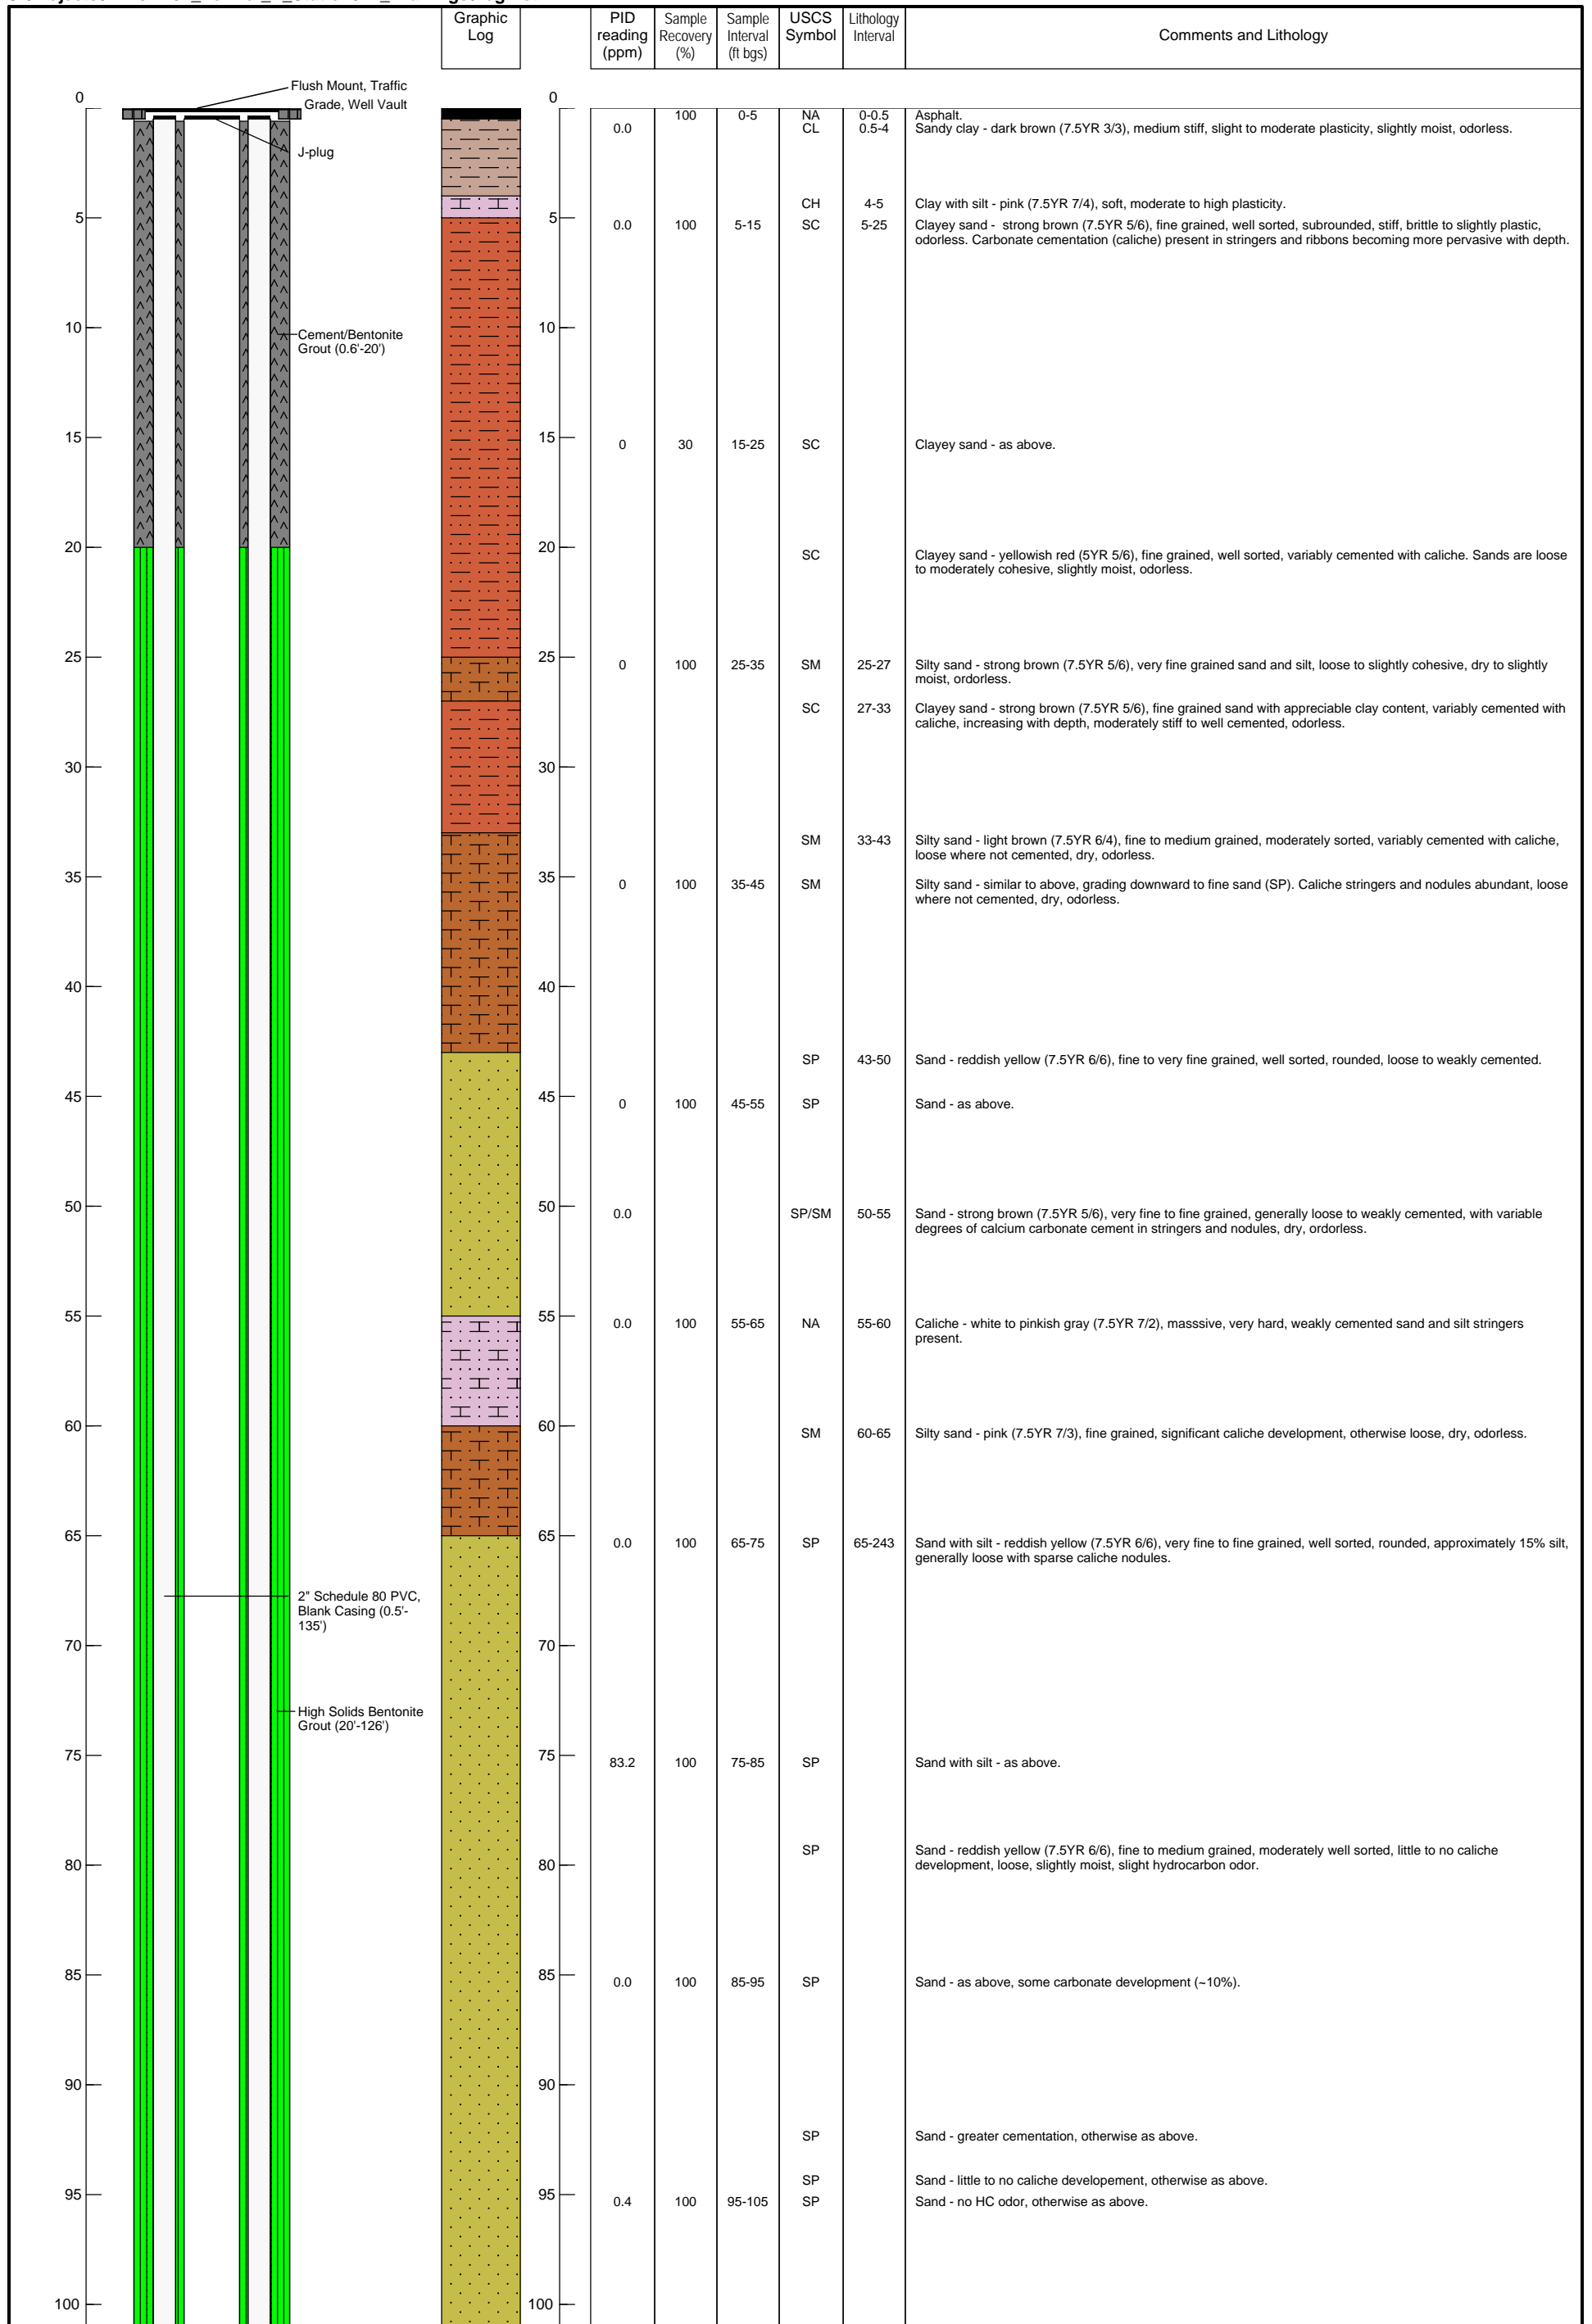 Graphic
Log
PID
reading
(ppm)
Sample
Recovery
(%)
Sample
Interval
(ft bgs)
USCS
Symbol
Lithology
Interval
Comments and Lithology
Flush Mount, Traffic
Grade, Well Vault
J-plug
0 0
100 0-5 NA 0-0.5 Asphalt.
0.0 CL 0.5-4 Sandy clay - dark brown (7.5YR 3/3), medium stiff, slight to moderate plasticity, slightly moist, odorless.
CH 4-5 Clay with silt - pink (7.5YR 7/4), soft, moderate to high plasticity.
5 5 0.0 100 5-15 SC 5-25 Clayey sand - strong brown (7.5YR 5/6), fine grained, well sorted, subrounded, stiff, brittle to slightly plastic,
odorless. Carbonate cementation (caliche) present in stringers and ribbons becoming more pervasive with depth.
10 10
Cement/Bentonite
Grout (0.6'-20')
15 15 0 30 15-25 SC Clayey sand - as above.
20 20 SC Clayey sand - yellowish red (5YR 5/6), fine grained, well sorted, variably cemented with caliche. Sands are loose
to moderately cohesive, slightly moist, odorless.
25 25 0 100 25-35 SM 25-27 Silty sand - strong brown (7.5YR 5/6), very fine grained sand and silt, loose to slightly cohesive, dry to slightly
moist, ordorless.
SC 27-33 Clayey sand - strong brown (7.5YR 5/6), fine grained sand with appreciable clay content, variably cemented with
caliche, increasing with depth, moderately stiff to well cemented, odorless.
30 30
SM 33-43 Silty sand - light brown (7.5YR 6/4), fine to medium grained, moderately sorted, variably cemented with caliche,
loose where not cemented, dry, odorless.
35 35 0 100 35-45 SM Silty sand - similar to above, grading downward to fine sand (SP). Caliche stringers and nodules abundant, loose
where not cemented, dry, odorless.
40 40
SP 43-50 Sand - reddish yellow (7.5YR 6/6), fine to very fine grained, well sorted, rounded, loose to weakly cemented.
45 45 0 100 45-55 SP Sand - as above.
50 50 0.0 SP/SM 50-55 Sand - strong brown (7.5YR 5/6), very fine to fine grained, generally loose to weakly cemented, with variable
degrees of calcium carbonate cement in stringers and nodules, dry, ordorless.
55 55 0.0 100 55-65 NA 55-60 Caliche - white to pinkish gray (7.5YR 7/2), masssive, very hard, weakly cemented sand and silt stringers
present.
60 60 SM 60-65 Silty sand - pink (7.5YR 7/3), fine grained, significant caliche development, otherwise loose, dry, odorless.
65 65 0.0 100 65-75 SP 65-243 Sand with silt - reddish yellow (7.5YR 6/6), very fine to fine grained, well sorted, rounded, approximately 15% silt,
generally loose with sparse caliche nodules.
2" Schedule 80 PVC,
Blank Casing (0.5'-
135')
70 70
High Solids Bentonite
Grout (20'-126')
75 75 83.2 100 75-85 SP Sand with silt - as above.
80 80 SP Sand - reddish yellow (7.5YR 6/6), fine to medium grained, moderately well sorted, little to no caliche
development, loose, slightly moist, slight hydrocarbon odor.
85 85 0.0 100 85-95 SP Sand - as above, some carbonate development (~10%).
90 90
SP Sand - greater cementation, otherwise as above.
SP Sand - little to no caliche developement, otherwise as above.
95 95 0.4 100 95-105 SP Sand - no HC odor, otherwise as above.
100 100